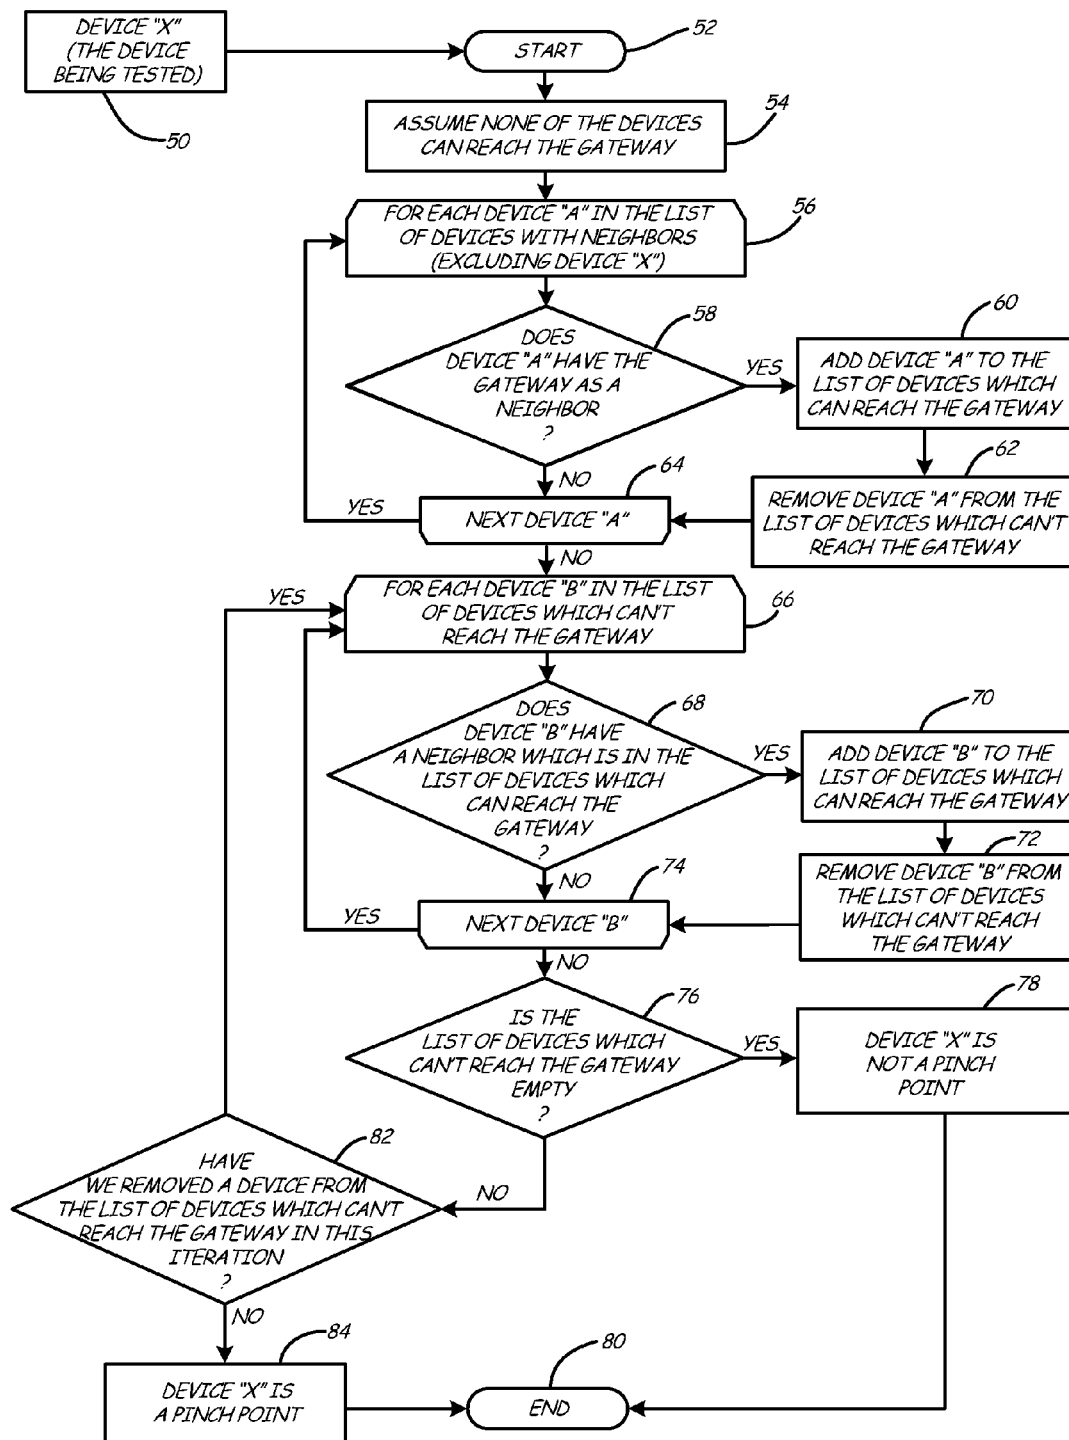 DEVICE "X"
(THE DEVICE
BEING TESTED)
50
START
52
ASSUME NONE OF THE DEVICES
CAN REACH THE GATEWAY
54
FOR EACH DEVICE "A" IN THE LIST
OF DEVICES WITH NEIGHBORS
(EXCLUDING DEVICE "X")
56
DOES
DEVICE "A" HAVE THE
GATEWAY AS A
NEIGHBOR
?
58
YES
NO
ADD DEVICE "A" TO THE
LIST OF DEVICES WHICH
CAN REACH THE GATEWAY
60
REMOVE DEVICE "A" FROM THE
LIST OF DEVICES WHICH CAN'T
REACH THE GATEWAY
62
NEXT DEVICE "A"
64
YES
NO
FOR EACH DEVICE "B" IN THE LIST
OF DEVICES WHICH CAN'T
REACH THE GATEWAY
66
YES
DOES
DEVICE "B" HAVE
A NEIGHBOR WHICH IS IN THE
LIST OF DEVICES WHICH
CAN REACH THE
GATEWAY
?
68
YES
NO
ADD DEVICE "B" TO THE
LIST OF DEVICES WHICH
CAN REACH THE GATEWAY
70
REMOVE DEVICE "B" FROM
THE LIST OF DEVICES
WHICH CAN'T REACH
THE GATEWAY
72
NEXT DEVICE "B"
74
YES
NO
IS THE
LIST OF DEVICES WHICH
CAN'T REACH THE GATEWAY
EMPTY
?
76
YES
NO
DEVICE "X" IS
NOT A PINCH
POINT
78
HAVE
WE REMOVED A DEVICE FROM
THE LIST OF DEVICES WHICH CAN'T
REACH THE GATEWAY IN THIS
ITERATION
?
82
NO
DEVICE "X" IS
A PINCH POINT
84
END
80